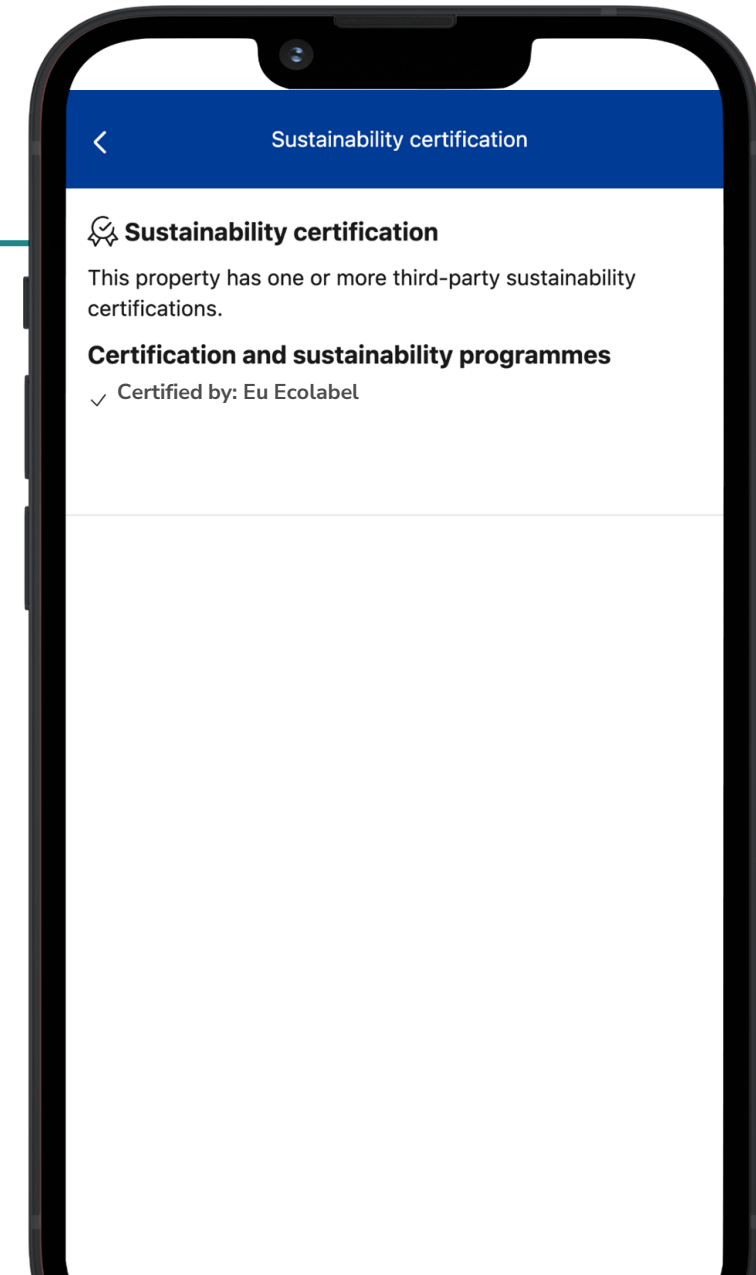 Sustainability certification
Sustainability certification
This property has one or more third-party sustainability
certifications.
Certification and sustainability programmes
Certified by: Eu Ecolabel